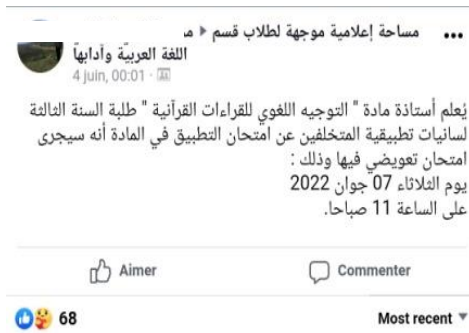 مساحة إعلامية موجهة لطلاب قسم
اللغة العربيّة وآدابهاّ
4 juin, 00:01
يُعلم أستاذة مادة " التوجيه اللغوي للقراءات القرآنية " طلبة السنة الثالثة
لسانيات تطبيقية المتخلفين عن امتحان التطبيق في المادة أنه سيجرى
امتحان تعويضي فيها وذلك :
يوم الثلاثاء 07 جوان 2022
على الساعة 11 صباحا.
Aimer
Commenter
68
Most recent